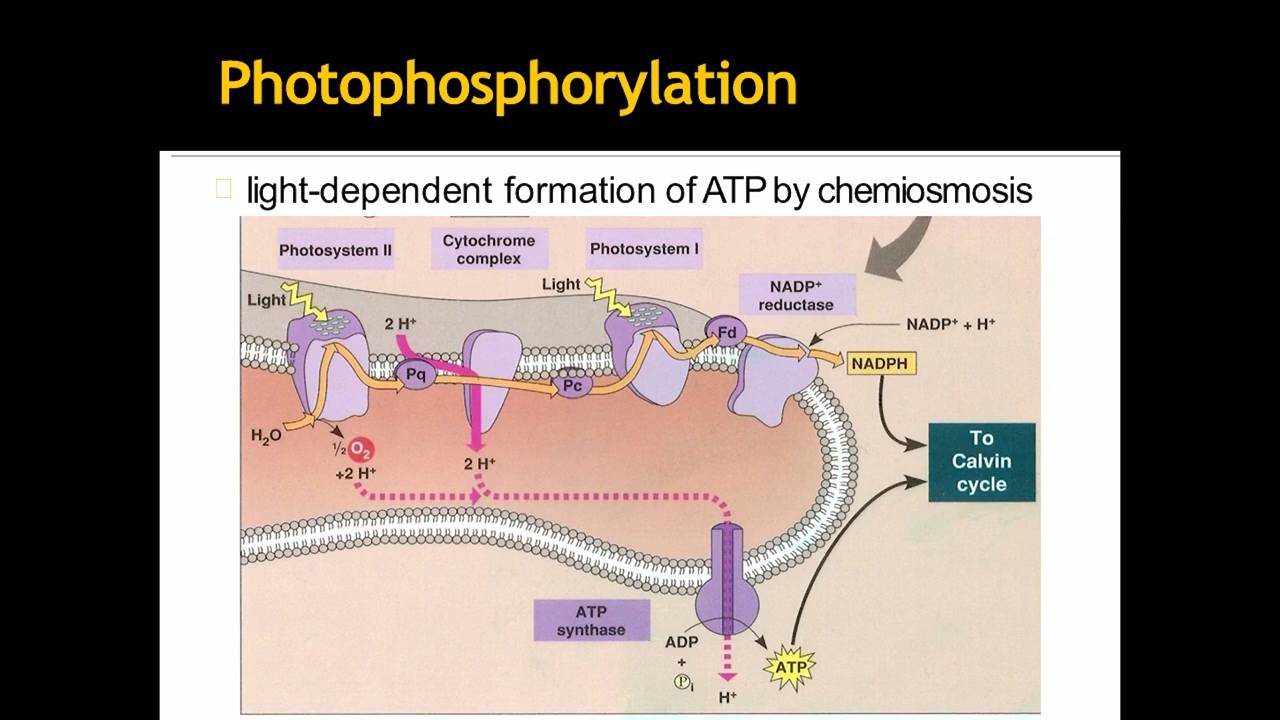 Photophosphorylation
light-dependent formation of ATP by chemiosmosis
Photosystem II
Cytochrome
complex
Photosystem I
NADP⁺
reductase
Light
Light
2 H⁺
Fd
NADP⁺ + H⁺
Pq
Pc
NADPH
H₂O
½ O₂
+2 H⁺
2 H⁺
To
Calvin
cycle
ATP
synthase
ADP
+
Pi
ATP
H⁺